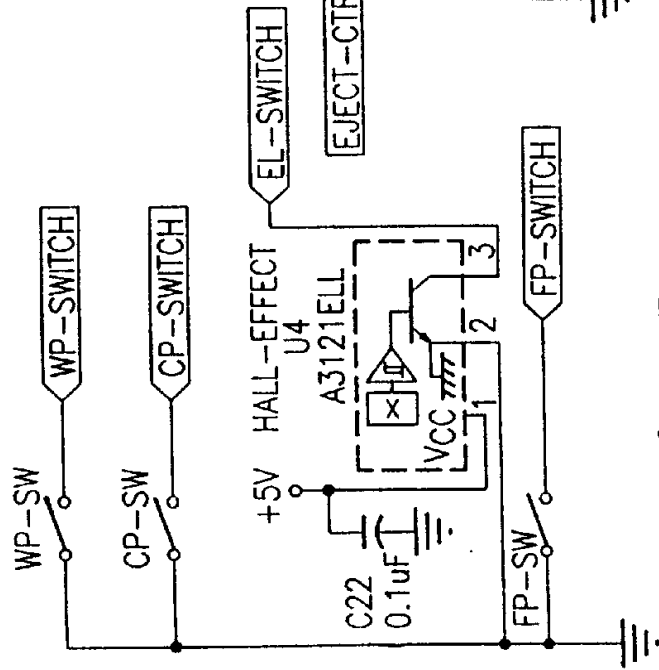 EJECT-CTR
EL-SWITCH
WP-SWITCH
CP-SWITCH
WP-SW
CP-SW
+5V
HALL-EFFECT
U4
A3121ELL
X
VCC
1
2
3
C22
0.1uF
FP-SW
FP-SWITCH